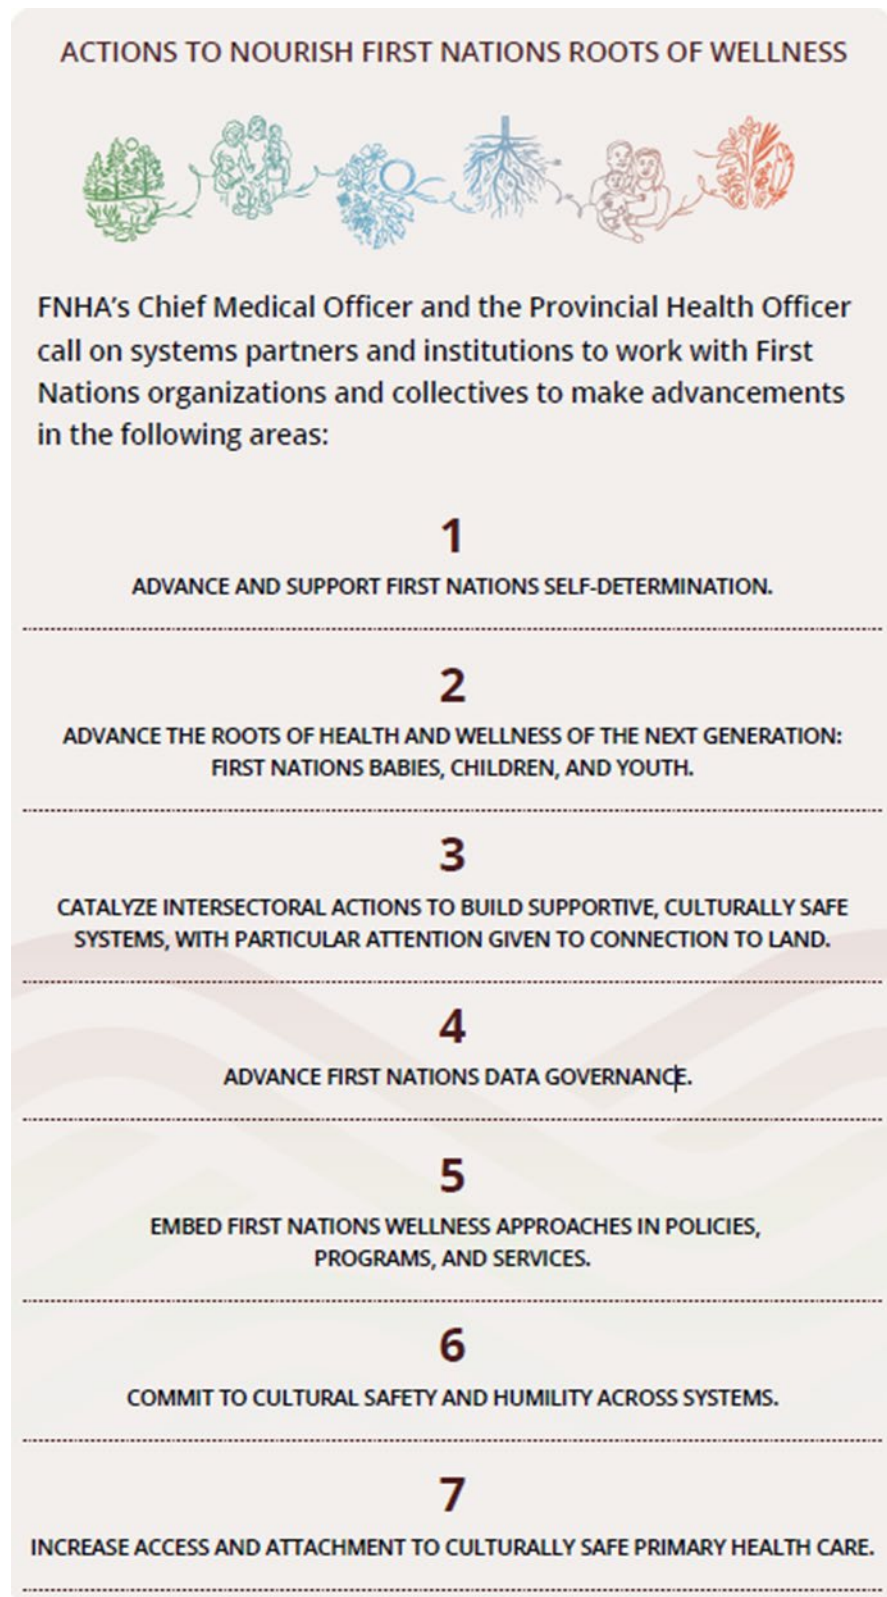 ACTIONS TO NOURISH FIRST NATIONS ROOTS OF WELLNESS
FNHA's Chief Medical Officer and the Provincial Health Officer
call on systems partners and institutions to work with First
Nations organizations and collectives to make advancements
in the following areas:
1
ADVANCE AND SUPPORT FIRST NATIONS SELF-DETERMINATION.
2
ADVANCE THE ROOTS OF HEALTH AND WELLNESS OF THE NEXT GENERATION:
FIRST NATIONS BABIES, CHILDREN, AND YOUTH.
3
CATALYZE INTERSECTORAL ACTIONS TO BUILD SUPPORTIVE, CULTURALLY SAFE
SYSTEMS, WITH PARTICULAR ATTENTION GIVEN TO CONNECTION TO LAND.
4
ADVANCE FIRST NATIONS DATA GOVERNANCE.
5
EMBED FIRST NATIONS WELLNESS APPROACHES IN POLICIES,
PROGRAMS, AND SERVICES.
6
COMMIT TO CULTURAL SAFETY AND HUMILITY ACROSS SYSTEMS.
7
INCREASE ACCESS AND ATTACHMENT TO CULTURALLY SAFE PRIMARY HEALTH CARE.